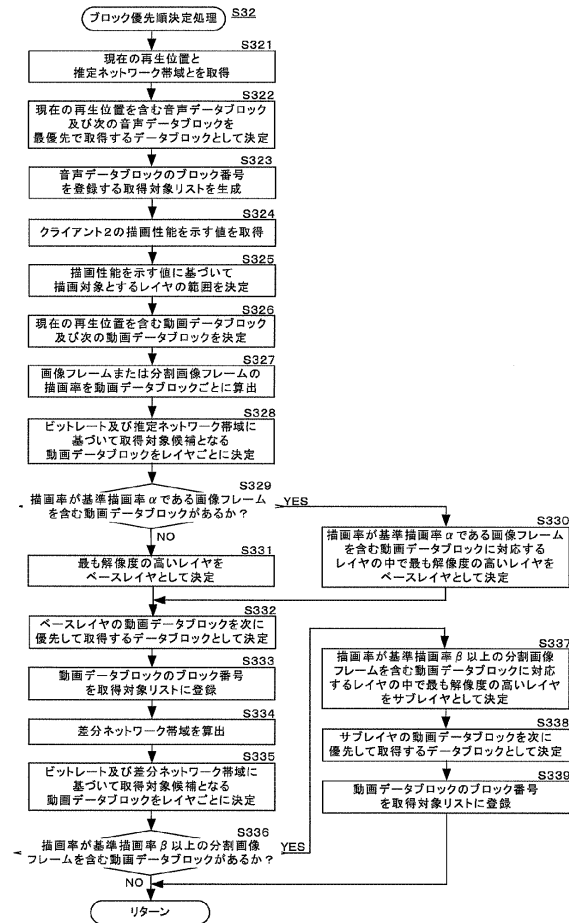 ブロック優先順決定処理
S32
S321
現在の再生位置と
推定ネットワーク帯域とを取得
S322
現在の再生位置を含む音声データブロック
及び次の音声データブロックを
最優先で取得するデータブロックとして決定
S323
音声データブロックのブロック番号
を登録する取得対象リストを生成
S324
クライアント2の描画性能を示す値を取得
S325
描画性能を示す値に基づいて
描画対象とするレイヤの範囲を決定
S326
現在の再生位置を含む動画データブロック
及び次の動画データブロックを決定
S327
画像フレームまたは分割画像フレームの
描画率を動画データブロックごとに算出
S328
ビットレート及び推定ネットワーク帯域に
基づいて取得対象候補となる
動画データブロックをレイヤごとに決定
S329
描画率が基準描画率αである画像フレーム
を含む動画データブロックがあるか?
YES
NO
S330
描画率が基準描画率αである画像フレーム
を含む動画データブロックに対応する
レイヤの中で最も解像度の高いレイヤを
ベースレイヤとして決定
S331
最も解像度の高いレイヤを
ベースレイヤとして決定
S332
ベースレイヤの動画データブロックを次に
優先して取得するデータブロックとして決定
S333
動画データブロックのブロック番号
を取得対象リストに登録
S334
差分ネットワーク帯域を算出
S335
ビットレート及び差分ネットワーク帯域に
基づいて取得対象候補となる
動画データブロックをレイヤごとに決定
S336
描画率が基準描画率β以上の分割画像
フレームを含む動画データブロックがあるか?
YES
NO
S337
描画率が基準描画率β以上の分割画像
フレームを含む動画データブロックに対応
するレイヤの中で最も解像度の高いレイヤ
をサブレイヤとして決定
S338
サブレイヤの動画データブロックを次に
優先して取得するデータブロックとして決定
S339
動画データブロックのブロック番号
を取得対象リストに登録
リターン